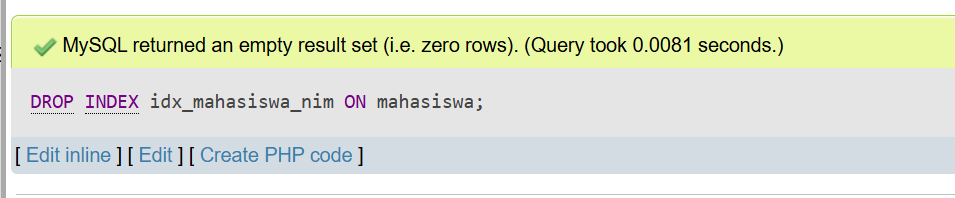 MySQL returned an empty result set (i.e. zero rows). (Query took 0.0081 seconds.)
DROP INDEX idx_mahasiswa_nim ON mahasiswa;
[ Edit inline ] [ Edit ] [ Create PHP code ]